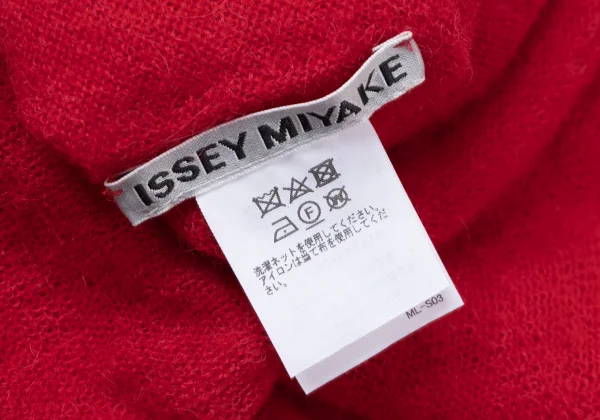 ISSEY MIYAKE
F W
洗濯ネットを使用してください。
アイロンは当て布を使用してくだ
さい。
ML-S03